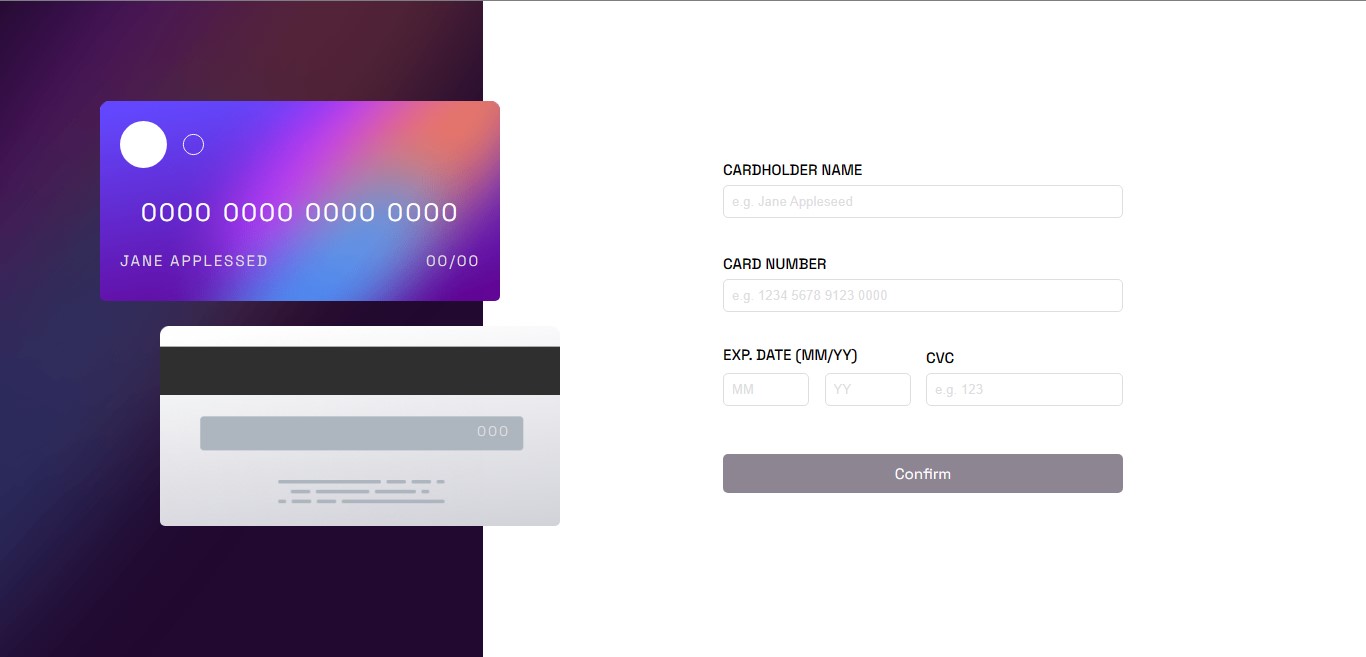 0000 0000 0000 0000
JANE APPLESSED 00/00
000
CARDHOLDER NAME
e.g. Jane Appleseed
CARD NUMBER
e.g. 1234 5678 9123 0000
EXP. DATE (MM/YY) CVC
MM YY e.g. 123
Confirm